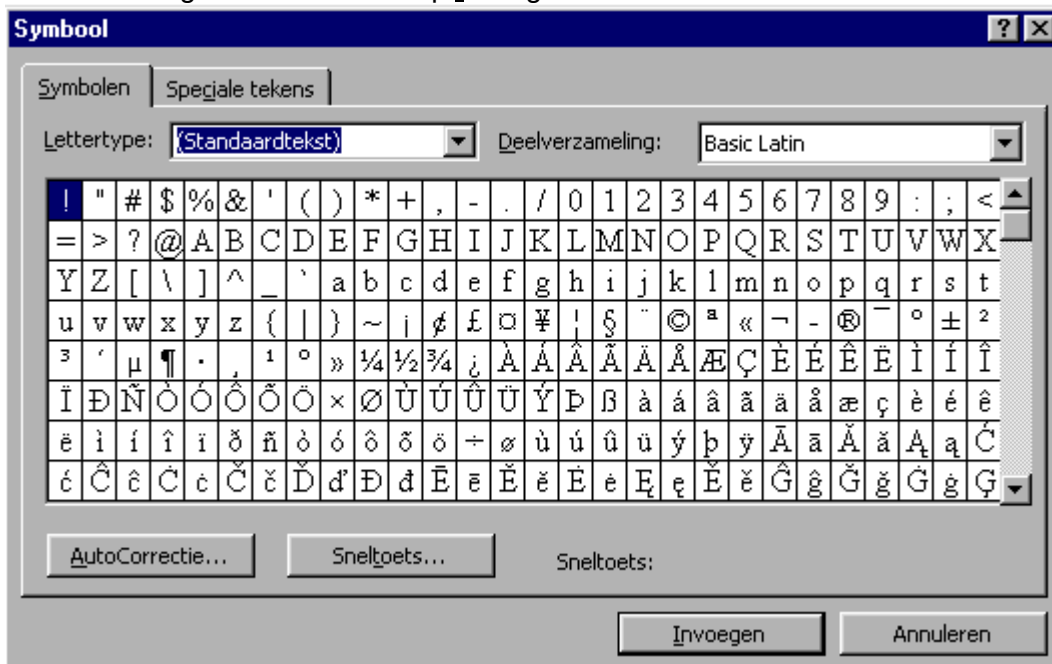 Symbool
Symbolen Speciale tekens
Lettertype: (Standaardtekst) Deelverzameling: Basic Latin
! " # $ % & ' ( ) * + , - . / 0 1 2 3 4 5 6 7 8 9 : ; <
= > ? @ A B C D E F G H I J K L M N O P Q R S T U V W X
Y Z [ \ ] ^ _ ` a b c d e f g h i j k l m n o p q r s t
u v w x y z { | } ~ ¡ ¢ £ ¤ ¥ ¦ § ¨ © ª « ¬ - ® ¯ ° ± ²
³ ´ µ ¶ · ¸ ¹ º » ¼ ½ ¾ ¿ À Á Â Ã Ä Å Æ Ç È É Ê Ë Ì Í Î
Ï Ð Ñ Ò Ó Ô Õ Ö × Ø Ù Ú Û Ü Ý Þ ß à á â ã ä å æ ç è é ê
ë ì í î ï ð ñ ò ó ô õ ö ÷ ø ù ú û ü ý þ ÿ Ā ā Ă ă Ą ą Ć
ć Ĉ ĉ Ċ ċ Č č Ď ď Đ đ Ē ē Ĕ ĕ Ė ė Ę ę Ě ě Ĝ ĝ Ğ ğ Ġ ġ Ģ
AutoCorrectie... Sneltoets... Sneltoets:
Invoegen Annuleren